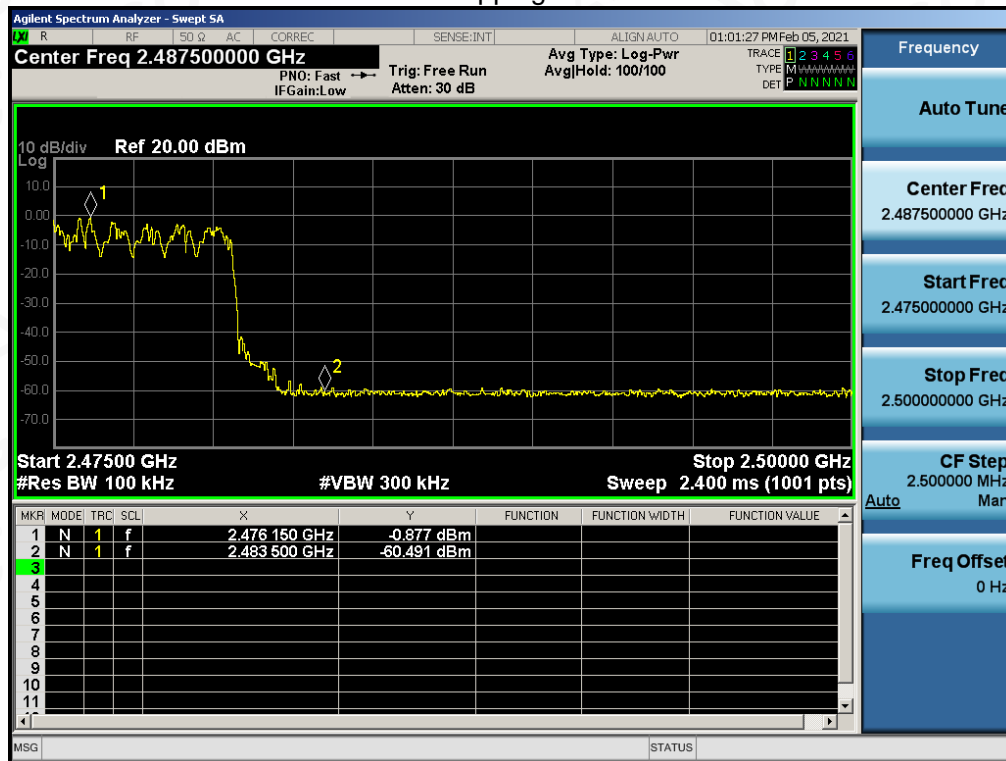 pping
Agilent Spectrum Analyzer - Swept SA
LXI R RF 50 Ω AC CORREC SENSE:INT ALIGN AUTO 01:01:27 PM Feb 05, 2021
Center Freq 2.487500000 GHz
PNO: Fast
IFGain:Low
Trig: Free Run
Atten: 30 dB
Avg Type: Log-Pwr
Avg|Hold: 100/100
TRACE 1 2 3 4 5 6
TYPE M WWWWW
DET P N N N N N
10 dB/div Ref 20.00 dBm
Log
10.0
0.00
-10.0
-20.0
-30.0
-40.0
-50.0
-60.0
-70.0
1
2
Start 2.47500 GHz Stop 2.50000 GHz
#Res BW 100 kHz #VBW 300 kHz Sweep 2.400 ms (1001 pts)
MKR MODE TRC SCL X Y FUNCTION FUNCTION WIDTH FUNCTION VALUE
1 N 1 f 2.476 150 GHz -0.877 dBm
2 N 1 f 2.483 500 GHz -60.491 dBm
3
4
5
6
7
8
9
10
11
MSG STATUS
Frequency
Auto Tune
Center Freq
2.487500000 GHz
Start Freq
2.475000000 GHz
Stop Freq
2.500000000 GHz
CF Step
2.500000 MHz
Auto Man
Freq Offset
0 Hz